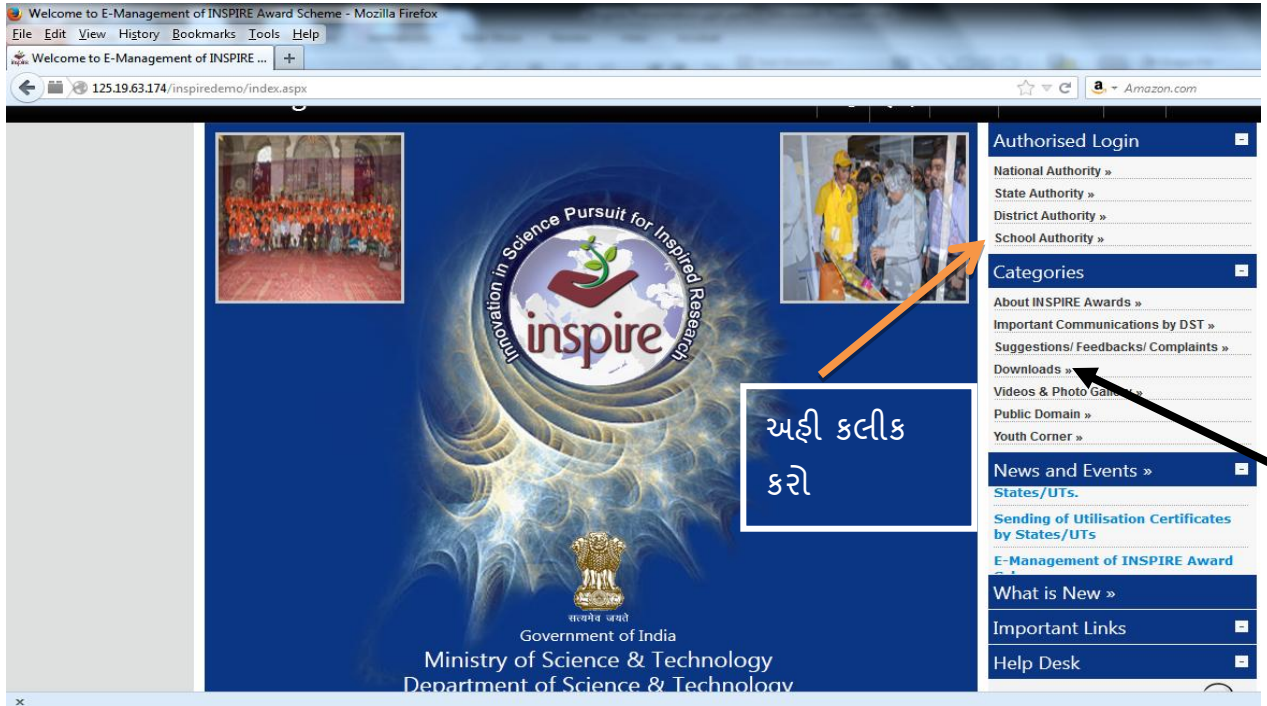 Welcome to E-Management of INSPIRE Award Scheme - Mozilla Firefox
File Edit View History Bookmarks Tools Help
Welcome to E-Management of INSPIRE ... +
125.19.63.174/inspiredemo/index.aspx
Amazon.com
Innovation in Science Pursuit for Inspired Research
inspire
અહી કલીક
કરો
सत्यमेव जयते
Government of India
Ministry of Science & Technology
Department of Science & Technology
Authorised Login
National Authority »
State Authority »
District Authority »
School Authority »
Categories
About INSPIRE Awards »
Important Communications by DST »
Suggestions/ Feedbacks/ Complaints »
Downloads »
Videos & Photo Gallery »
Public Domain »
Youth Corner »
News and Events »
States/UTs.
Sending of Utilisation Certificates
by States/UTs
E-Management of INSPIRE Award
What is New »
Important Links
Help Desk